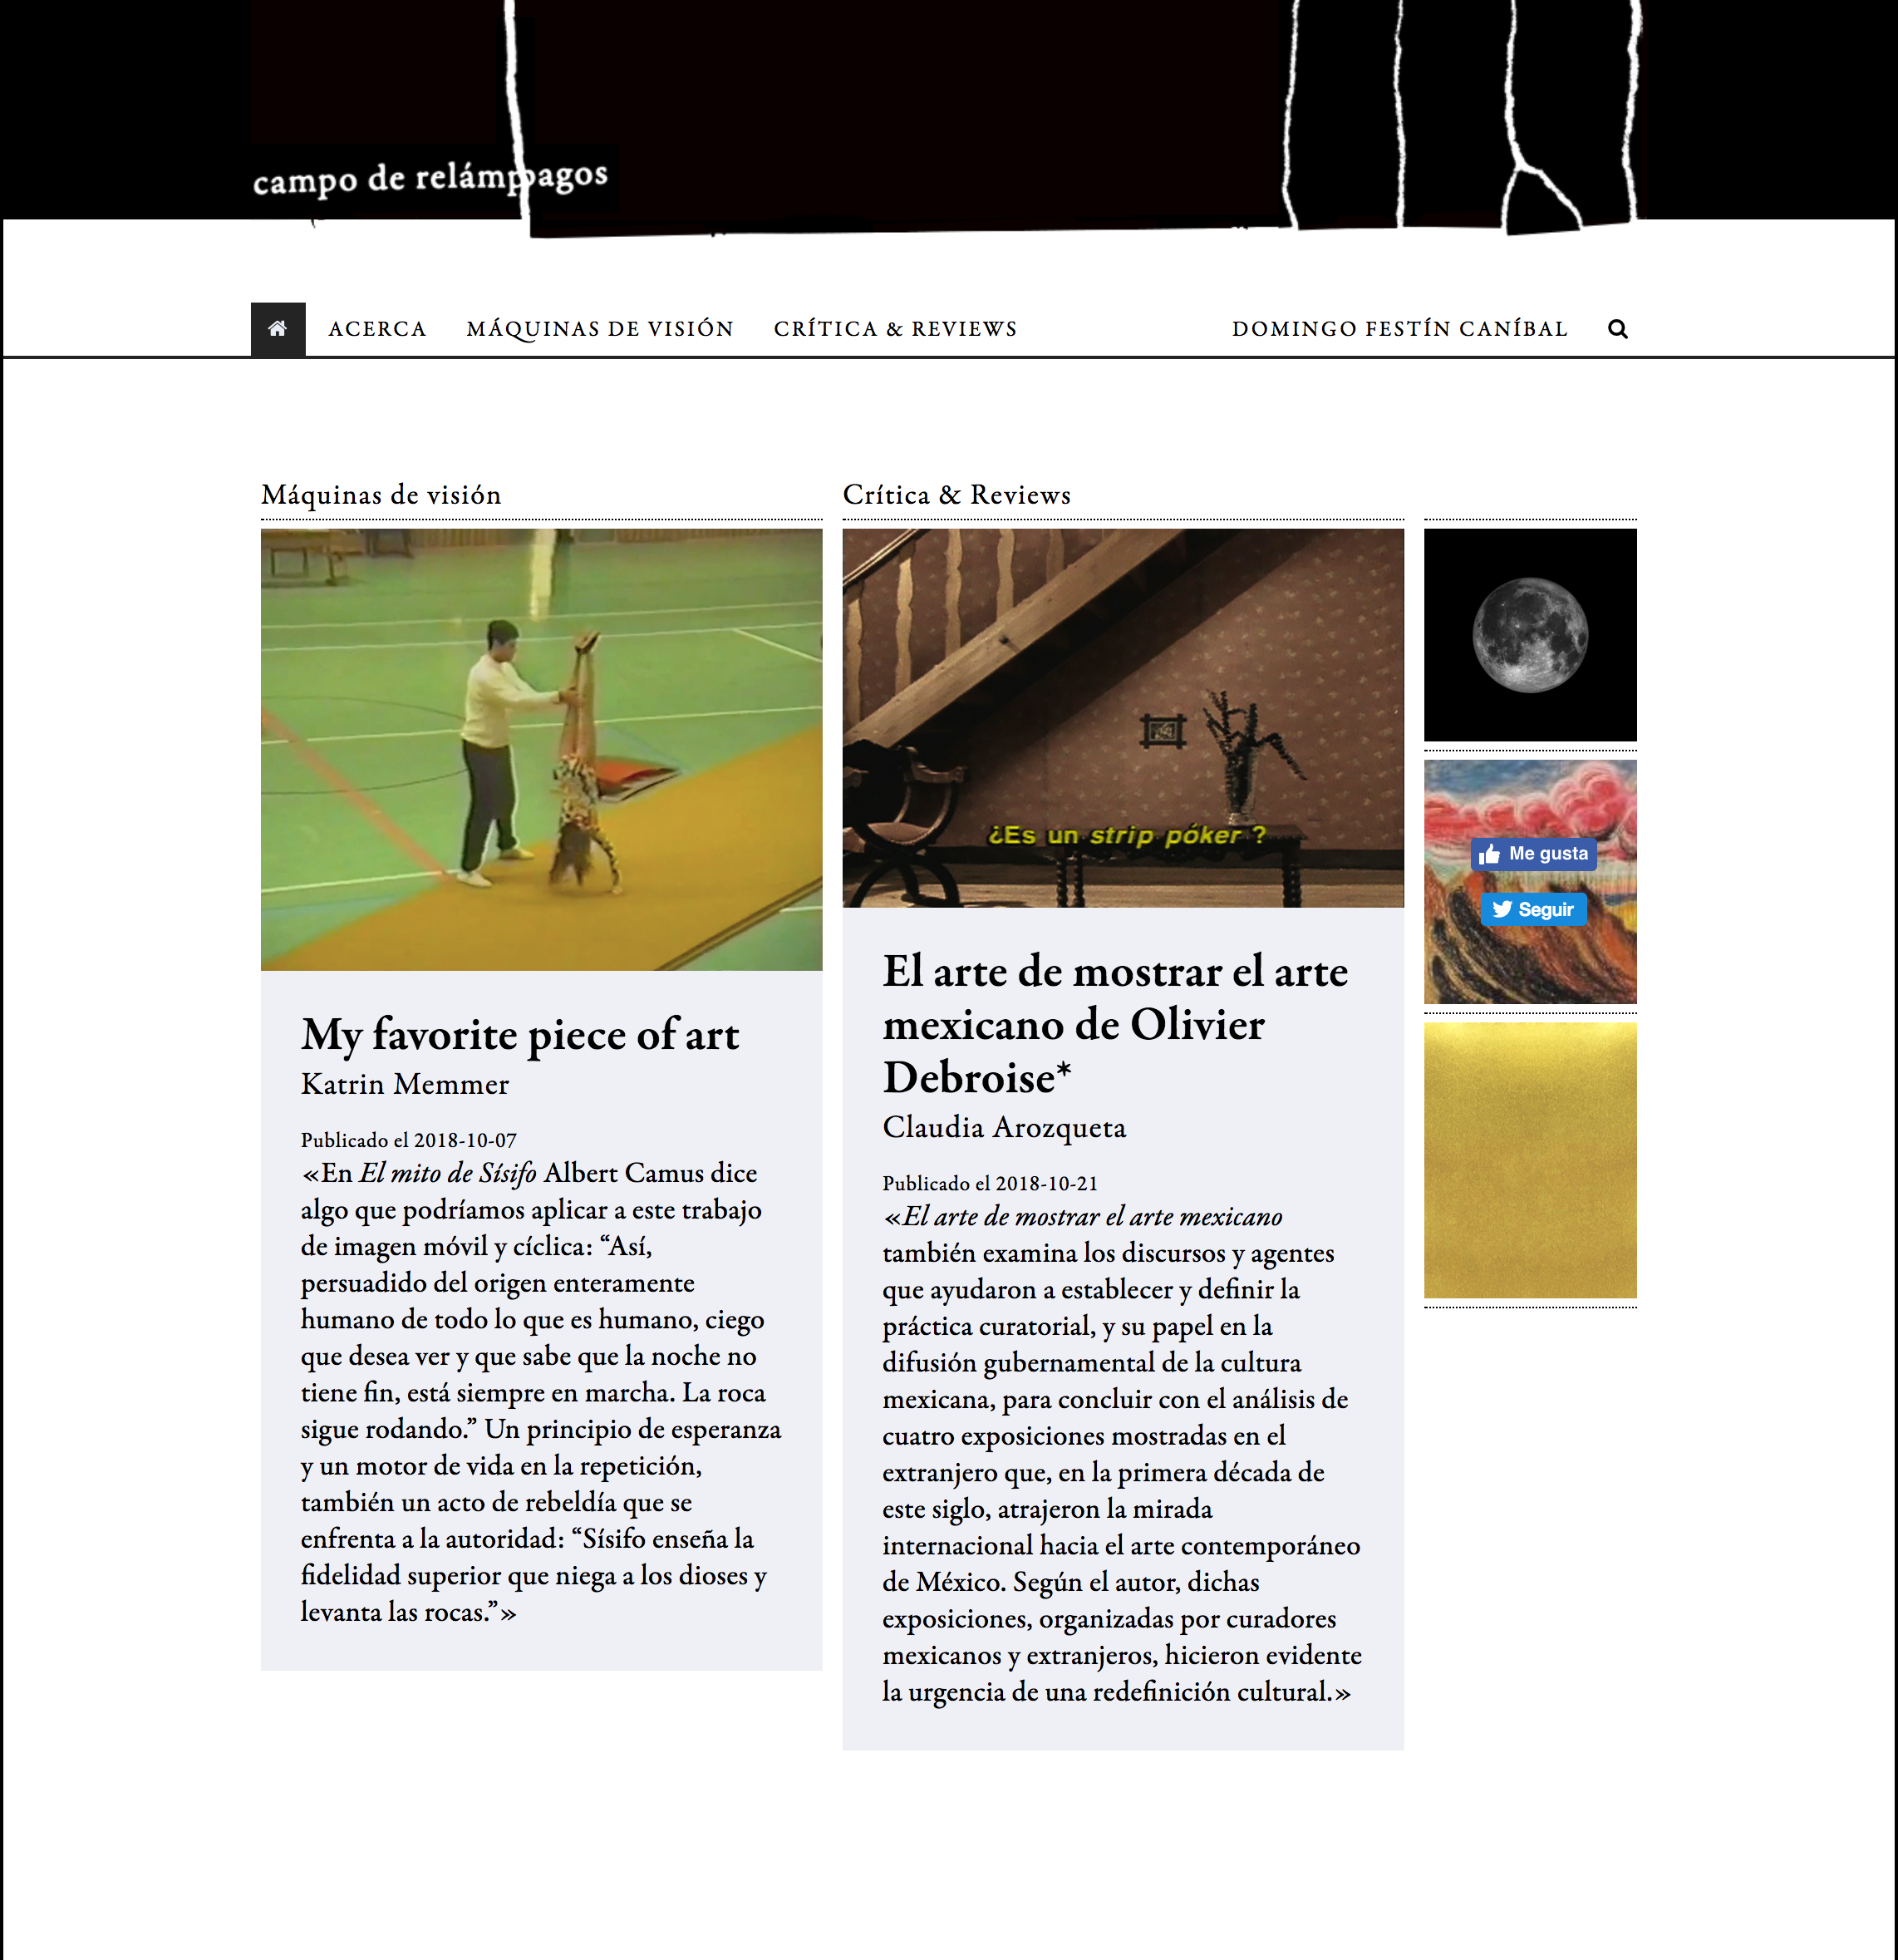 campo de relámpagos
ACERCA
MÁQUINAS DE VISIÓN
CRÍTICA & REVIEWS
DOMINGO FESTÍN CANÍBAL
Máquinas de visión
My favorite piece of art
Katrin Memmer
Publicado el 2018-10-07
«En El mito de Sísifo Albert Camus dice
algo que podríamos aplicar a este trabajo
de imagen móvil y cíclica: “Así,
persuadido del origen enteramente
humano de todo lo que es humano, ciego
que desea ver y que sabe que la noche no
tiene fin, está siempre en marcha. La roca
sigue rodando.” Un principio de esperanza
y un motor de vida en la repetición,
también un acto de rebeldía que se
enfrenta a la autoridad: “Sísifo enseña la
fidelidad superior que niega a los dioses y
levanta las rocas.”»
Crítica & Reviews
¿Es un strip póker ?
El arte de mostrar el arte
mexicano de Olivier
Debroise*
Claudia Arozqueta
Publicado el 2018-10-21
«El arte de mostrar el arte mexicano
también examina los discursos y agentes
que ayudaron a establecer y definir la
práctica curatorial, y su papel en la
difusión gubernamental de la cultura
mexicana, para concluir con el análisis de
cuatro exposiciones mostradas en el
extranjero que, en la primera década de
este siglo, atrajeron la mirada
internacional hacia el arte contemporáneo
de México. Según el autor, dichas
exposiciones, organizadas por curadores
mexicanos y extranjeros, hicieron evidente
la urgencia de una redefinición cultural.»
Me gusta
Seguir